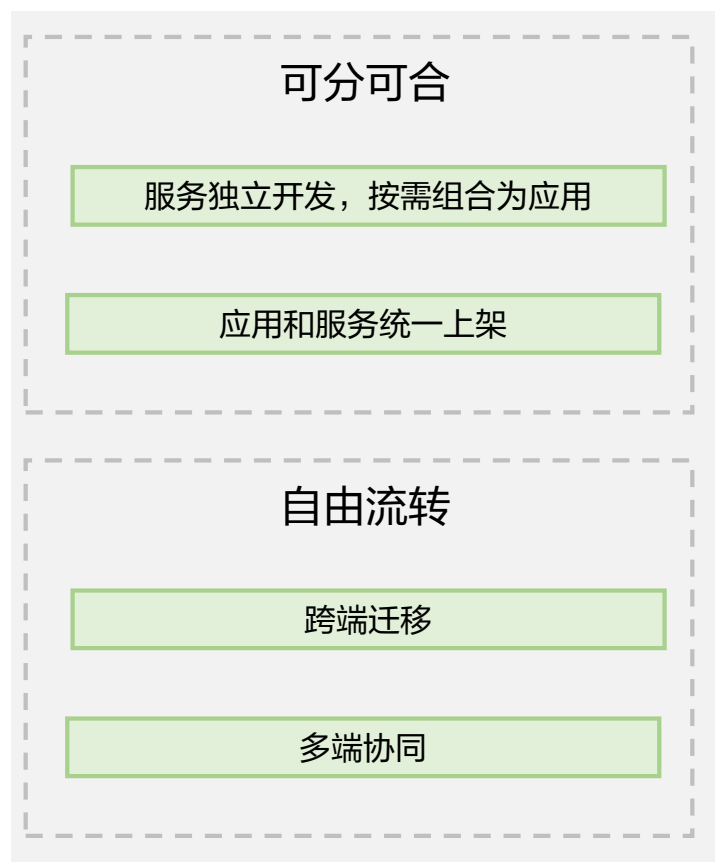 可分可合
服务独立开发，按需组合为应用
应用和服务统一上架
自由流转
跨端迁移
多端协同